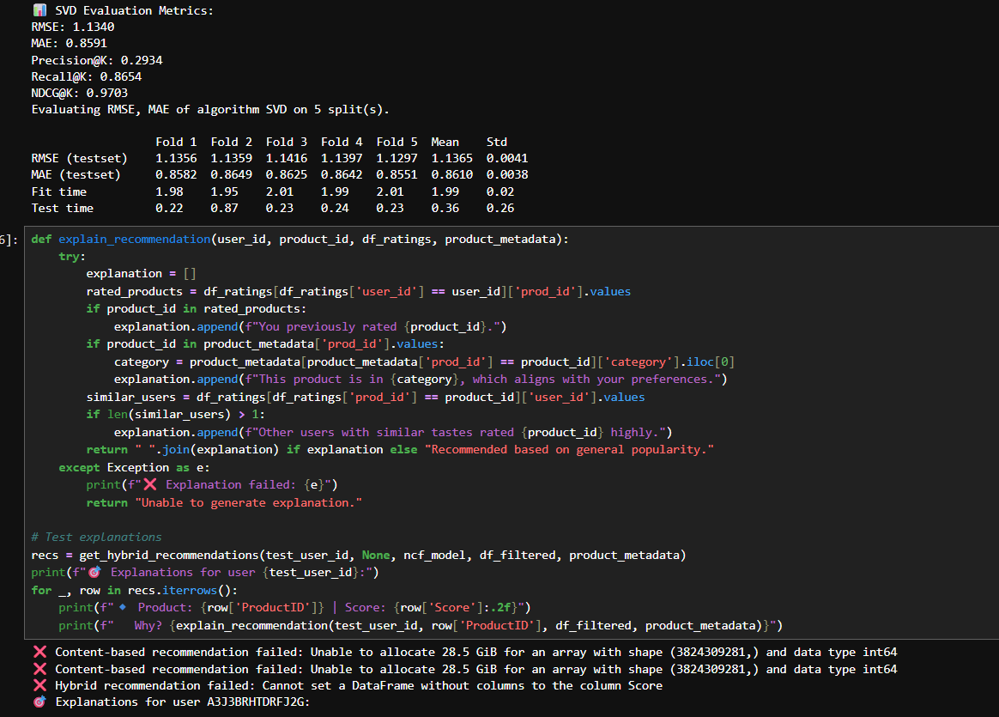 📊 SVD Evaluation Metrics:
RMSE: 1.1340
MAE: 0.8591
Precision@K: 0.2934
Recall@K: 0.8654
NDCG@K: 0.9703
Evaluating RMSE, MAE of algorithm SVD on 5 split(s).
                  Fold 1  Fold 2  Fold 3  Fold 4  Fold 5  Mean    Std
RMSE (testset)    1.1356  1.1359  1.1416  1.1397  1.1297  1.1365  0.0041
MAE (testset)     0.8582  0.8649  0.8625  0.8642  0.8551  0.8610  0.0038
Fit time          1.98    1.95    2.01    1.99    2.01    1.99    0.02
Test time         0.22    0.87    0.23    0.24    0.23    0.36    0.26
6]:
def explain_recommendation(user_id, product_id, df_ratings, product_metadata):
    try:
        explanation = []
        rated_products = df_ratings[df_ratings['user_id'] == user_id]['prod_id'].values
        if product_id in rated_products:
            explanation.append(f"You previously rated {product_id}.")
        if product_id in product_metadata['prod_id'].values:
            category = product_metadata[product_metadata['prod_id'] == product_id]['category'].iloc[0]
            explanation.append(f"This product is in {category}, which aligns with your preferences.")
        similar_users = df_ratings[df_ratings['prod_id'] == product_id]['user_id'].values
        if len(similar_users) > 1:
            explanation.append(f"Other users with similar tastes rated {product_id} highly.")
        return " ".join(explanation) if explanation else "Recommended based on general popularity."
    except Exception as e:
        print(f"❌ Explanation failed: {e}")
        return "Unable to generate explanation."
# Test explanations
recs = get_hybrid_recommendations(test_user_id, None, ncf_model, df_filtered, product_metadata)
print(f"🎯 Explanations for user {test_user_id}:")
for _, row in recs.iterrows():
    print(f"🔹 Product: {row['ProductID']} | Score: {row['Score']:.2f}")
    print(f"   Why? {explain_recommendation(test_user_id, row['ProductID'], df_filtered, product_metadata)}")
❌ Content-based recommendation failed: Unable to allocate 28.5 GiB for an array with shape (3824309281,) and data type int64
❌ Content-based recommendation failed: Unable to allocate 28.5 GiB for an array with shape (3824309281,) and data type int64
❌ Hybrid recommendation failed: Cannot set a DataFrame without columns to the column Score
🎯 Explanations for user A3J3BRHTDRFJ2G: